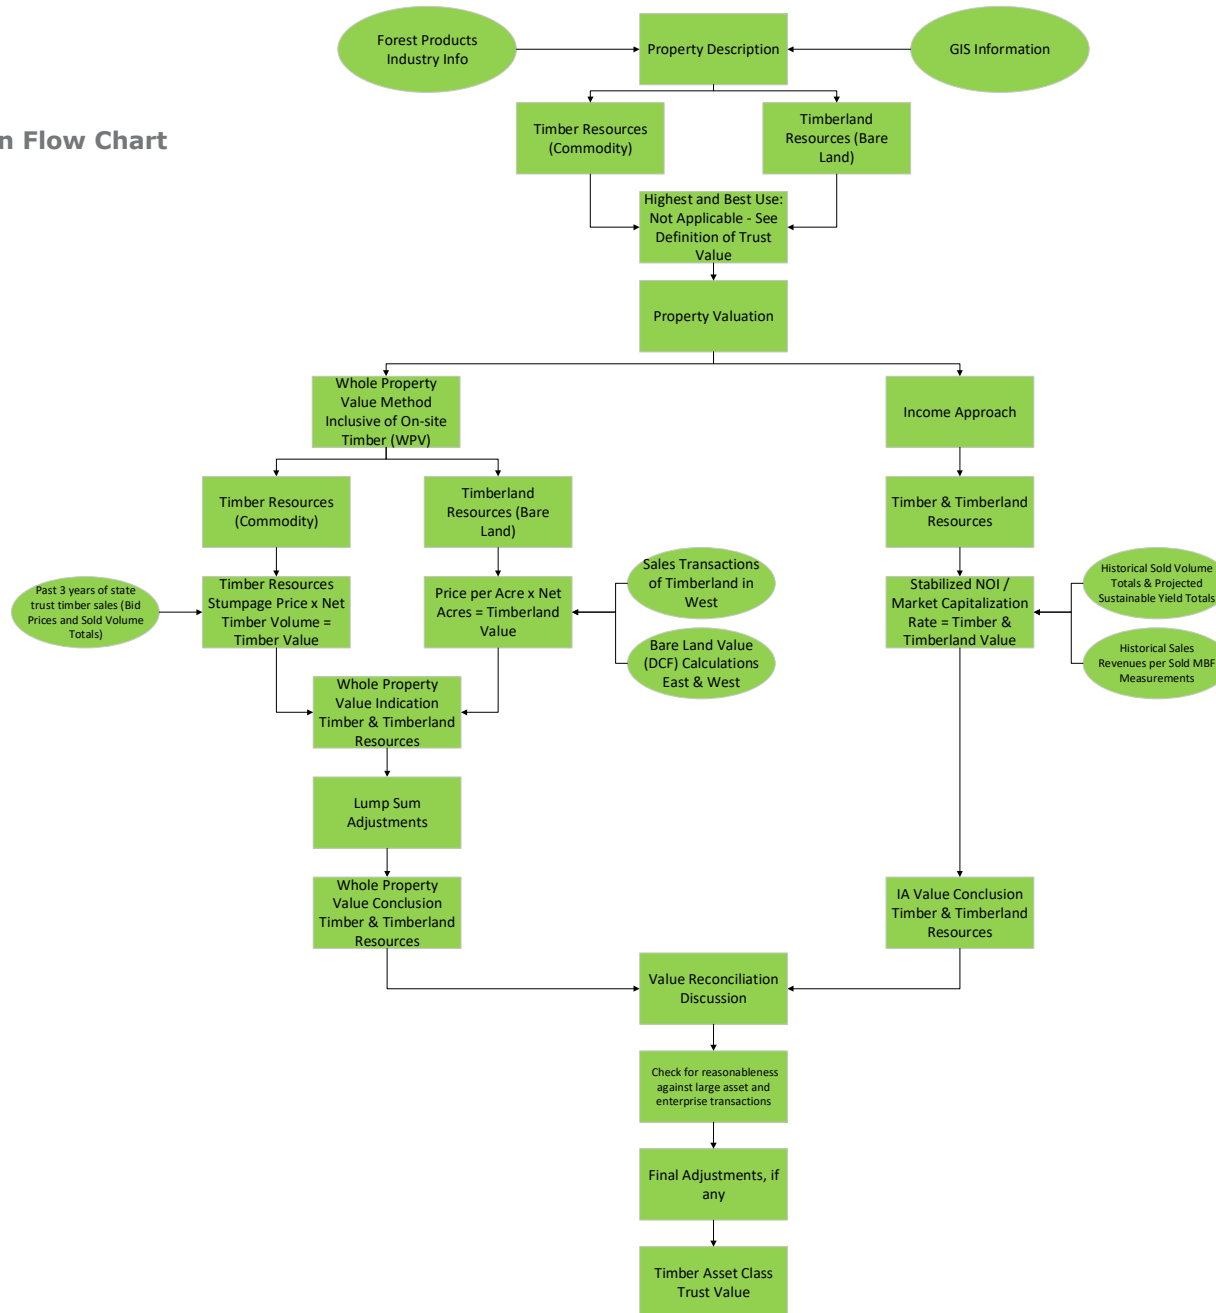 Forest Products
Industry Info
Property Description
GIS Information
n Flow Chart
Timber Resources
(Commodity)
Timberland
Resources (Bare
Land)
Highest and Best Use:
Not Applicable - See
Definition of Trust
Value
Property Valuation
Whole Property
Value Method
Inclusive of On-site
Timber (WPV)
Income Approach
Timber Resources
(Commodity)
Timberland
Resources (Bare
Land)
Timber & Timberland
Resources
Past 3 years of state
trust timber sales (Bid
Prices and Sold Volume
Totals)
Timber Resources
Stumpage Price x Net
Timber Volume =
Timber Value
Price per Acre x Net
Acres = Timberland
Value
Sales Transactions
of Timberland in
West
Bare Land Value
(DCF) Calculations
East & West
Stabilized NOI /
Market Capitalization
Rate = Timber &
Timberland Value
Historical Sold Volume
Totals & Projected
Sustainable Yield Totals
Historical Sales
Revenues per Sold MBF
Measurements
Whole Property
Value Indication
Timber & Timberland
Resources
Lump Sum
Adjustments
Whole Property
Value Conclusion
Timber & Timberland
Resources
IA Value Conclusion
Timber & Timberland
Resources
Value Reconciliation
Discussion
Check for reasonableness
against large asset and
enterprise transactions
Final Adjustments, if
any
Timber Asset Class
Trust Value